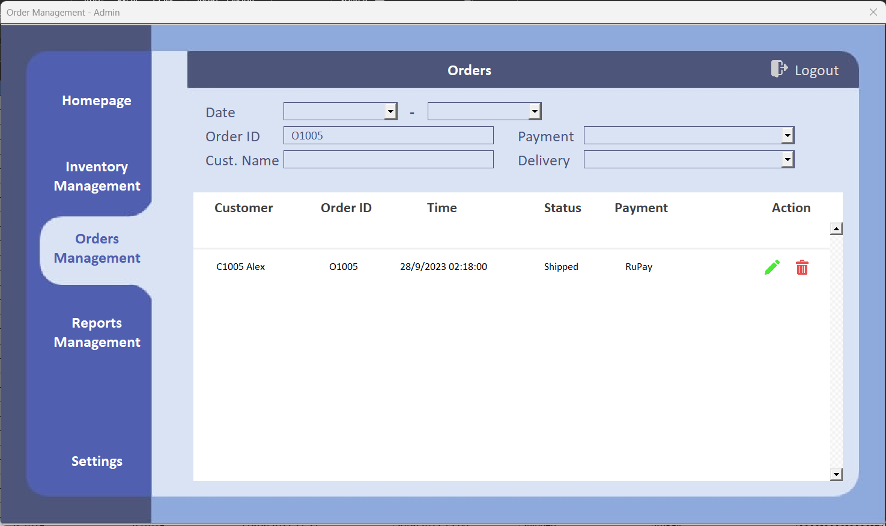 Order Management - Admin
Orders
Logout
Homepage
Inventory
Management
Orders
Management
Reports
Management
Settings
Date -
Order ID O1005 Payment
Cust. Name Delivery
Customer Order ID Time Status Payment Action
C1005 Alex O1005 28/9/2023 02:18:00 Shipped RuPay